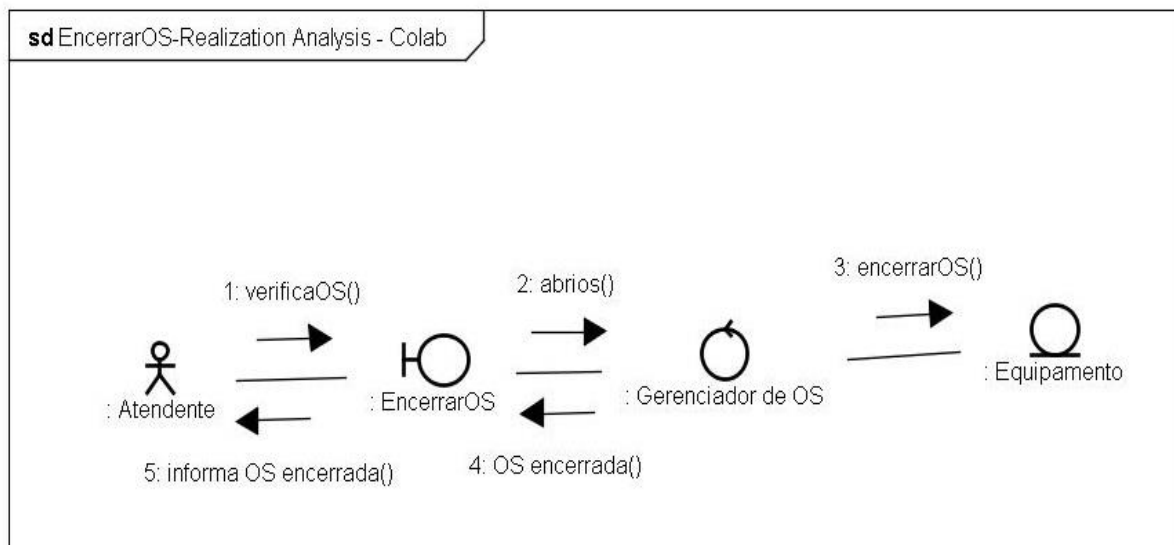 sd EncerrarOS-Realization Analysis - Colab
3: encerrarOS()
1: verificaOS()
2: abrios()
: Atendente
: EncerrarOS
: Gerenciador de OS
: Equipamento
5: informa OS encerrada()
4: OS encerrada()